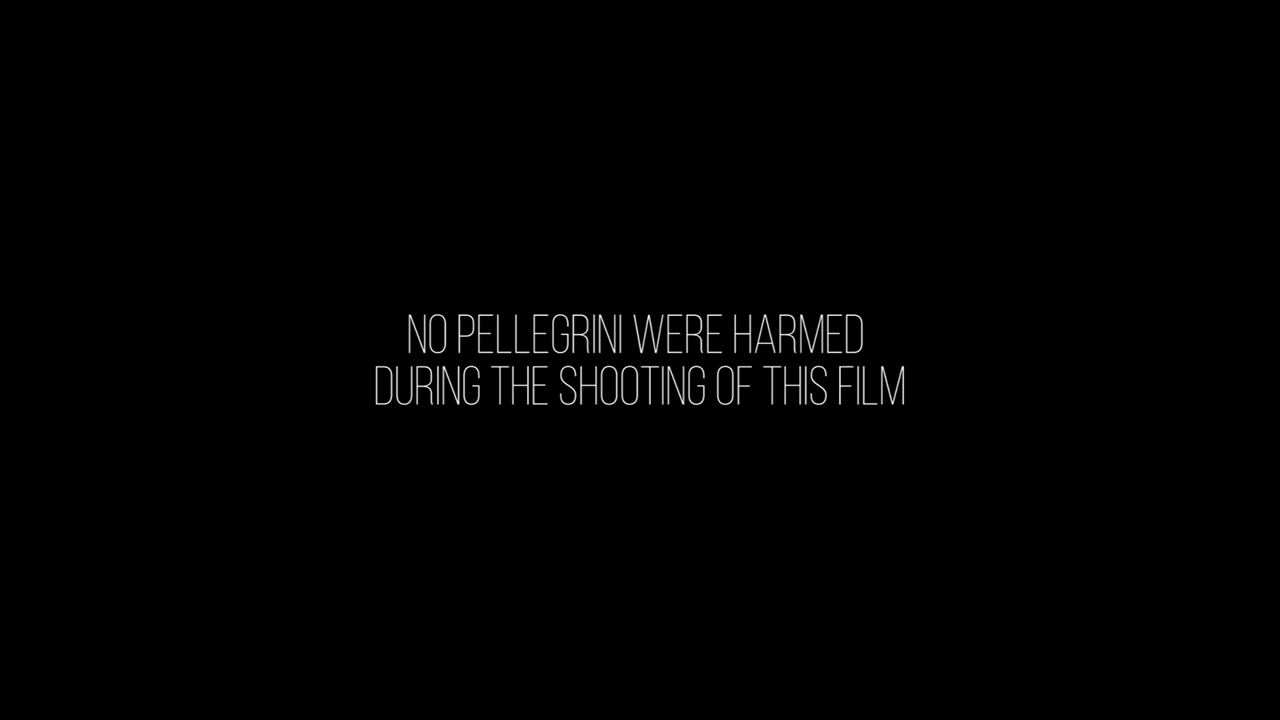 NO PELLEGRINI WERE HARMED
DURING THE SHOOTING OF THIS FILM